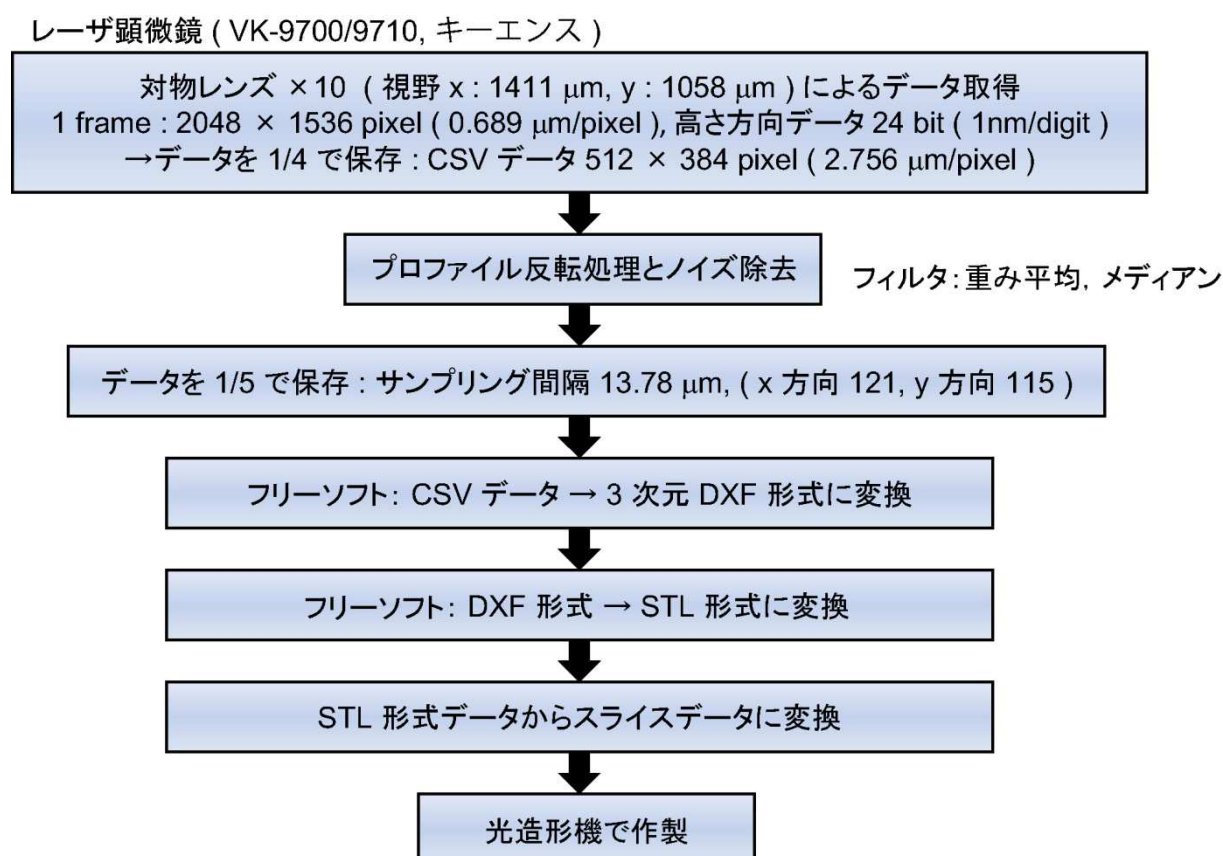 レーザ顕微鏡 ( VK-9700/9710, キーエンス )
対物レンズ ×10 ( 視野 x : 1411 μm, y : 1058 μm ) によるデータ取得
1 frame : 2048 × 1536 pixel ( 0.689 μm/pixel ), 高さ方向データ 24 bit ( 1nm/digit )
→データを 1/4 で保存 : CSV データ 512 × 384 pixel ( 2.756 μm/pixel )
プロファイル反転処理とノイズ除去
フィルタ：重み平均, メディアン
データを 1/5 で保存 : サンプリング間隔 13.78 μm, ( x 方向 121, y 方向 115 )
フリーソフト： CSV データ → 3 次元 DXF 形式に変換
フリーソフト： DXF 形式 → STL 形式に変換
STL 形式データからスライスデータに変換
光造形機で作製